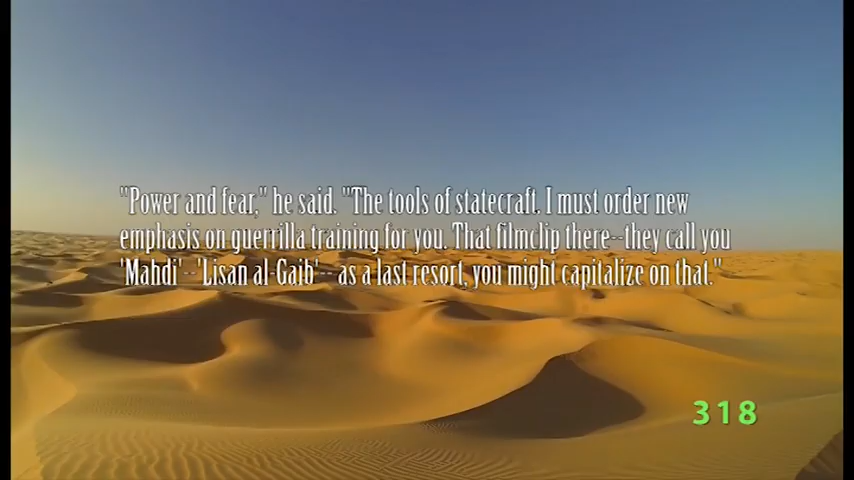 "Power and fear," he said. "The tools of statecraft. I must order new
emphasis on guerrilla training for you. That filmclip there--they call you
'Mahdi'--'Lisan al-Gaib'-- as a last resort, you might capitalize on that."
318